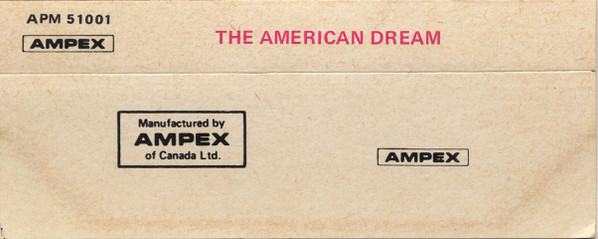 APM 51001
AMPEX
THE AMERICAN DREAM
Manufactured by
AMPEX
of Canada Ltd.
AMPEX